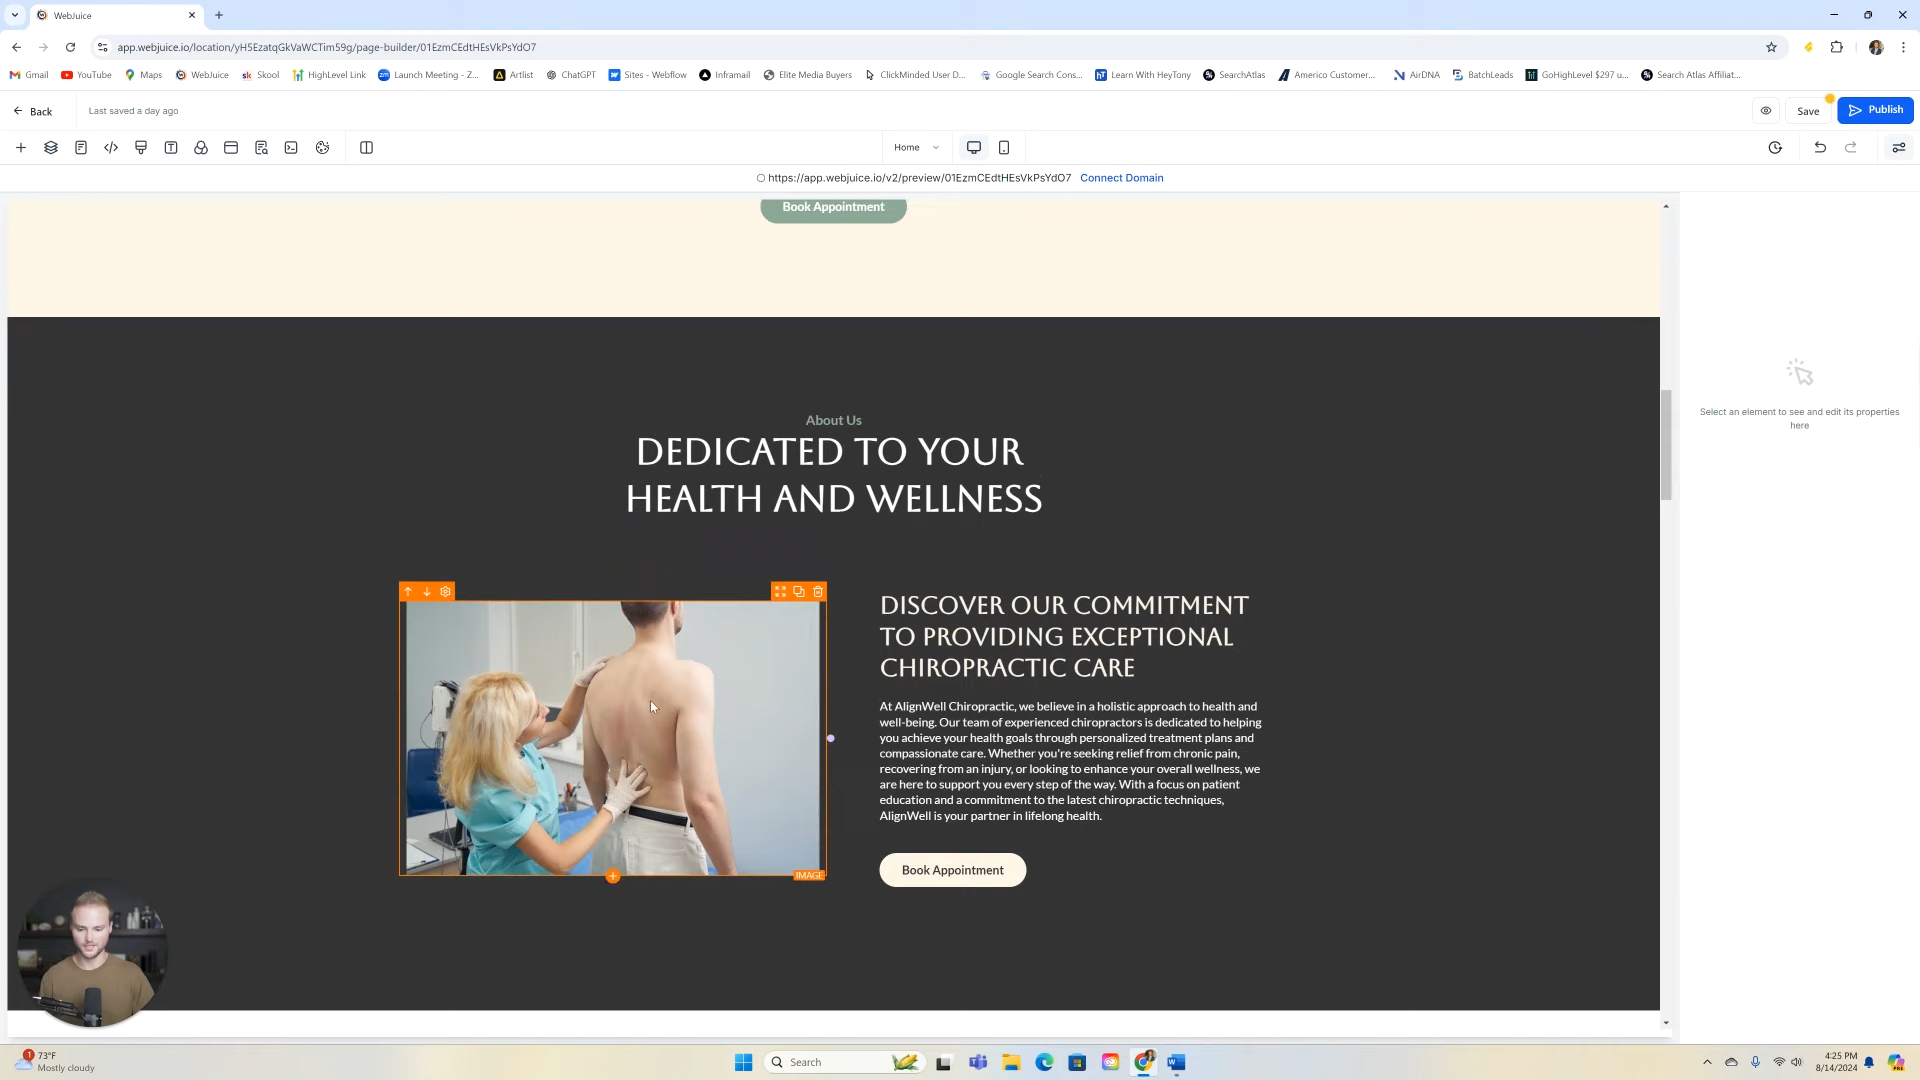 WebJuice
app.webjuice.io/location/yH5EzatqGkVaWCTim59g/page-builder/01EzmCEdtHEsVkPsYdO7
Gmail YouTube Maps WebJuice Skool HighLevel Link Launch Meeting - Z... Artlist ChatGPT Sites - Webflow Inframail Elite Media Buyers ClickMinded User D... Google Search Cons... Learn With HeyTony SearchAtlas Americo Customer... AirDNA BatchLeads GoHighLevel $297 u... Search Atlas Affiliat...
Back Last saved a day ago Save Publish
Home
https://app.webjuice.io/v2/preview/01EzmCEdtHEsVkPsYdO7 Connect Domain
Book Appointment
Select an element to see and edit its properties
here
About Us
DEDICATED TO YOUR
HEALTH AND WELLNESS
IMAGE
DISCOVER OUR COMMITMENT
TO PROVIDING EXCEPTIONAL
CHIROPRACTIC CARE
At AlignWell Chiropractic, we believe in a holistic approach to health and
well-being. Our team of experienced chiropractors is dedicated to helping
you achieve your health goals through personalized treatment plans and
compassionate care. Whether you're seeking relief from chronic pain,
recovering from an injury, or looking to enhance your overall wellness, we
are here to support you every step of the way. With a focus on patient
education and a commitment to the latest chiropractic techniques,
AlignWell is your partner in lifelong health.
Book Appointment
1
73°F
Mostly cloudy
Search
4:25 PM
8/14/2024